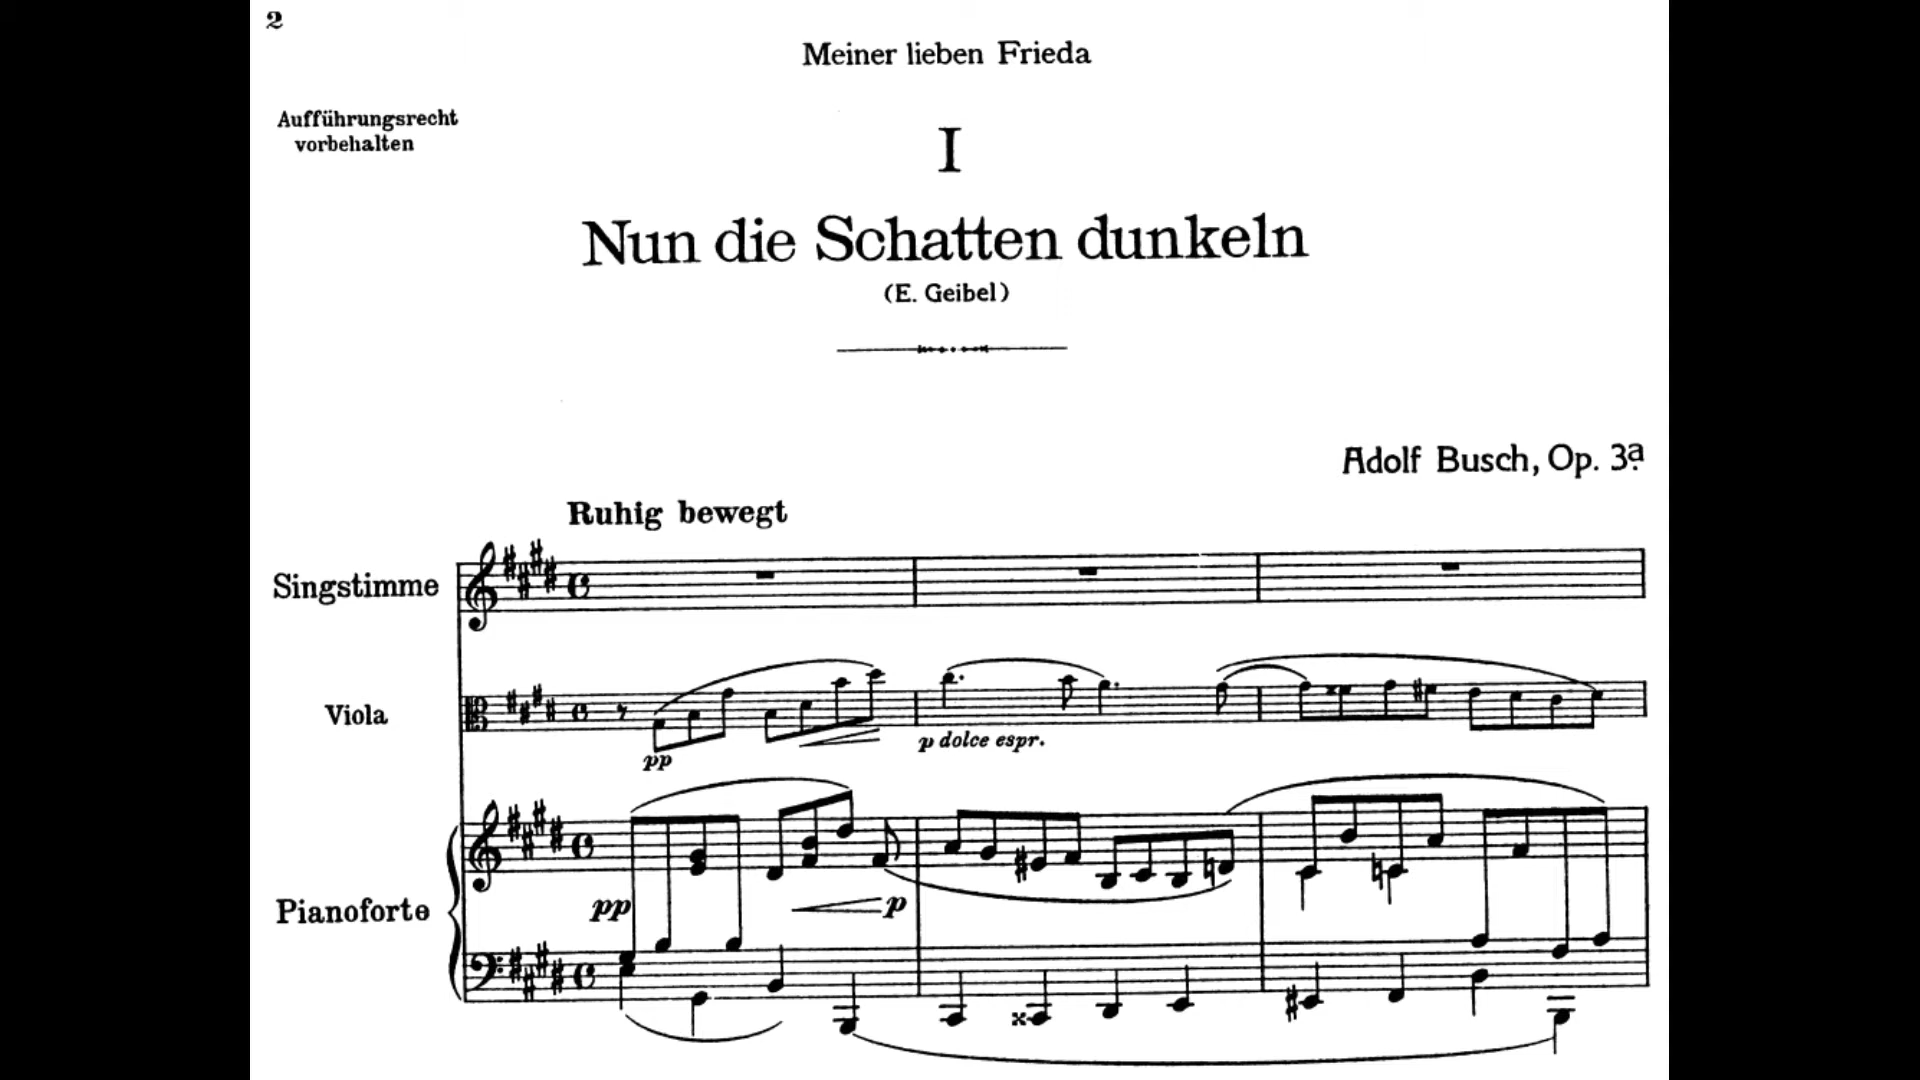 2
Meiner lieben Frieda
Aufführungsrecht
vorbehalten
I
Nun die Schatten dunkeln
(E. Geibel)
Adolf Busch, Op. 3a
Ruhig bewegt
Singstimme
Viola
pp
p dolce espr.
Pianoforte
pp
p